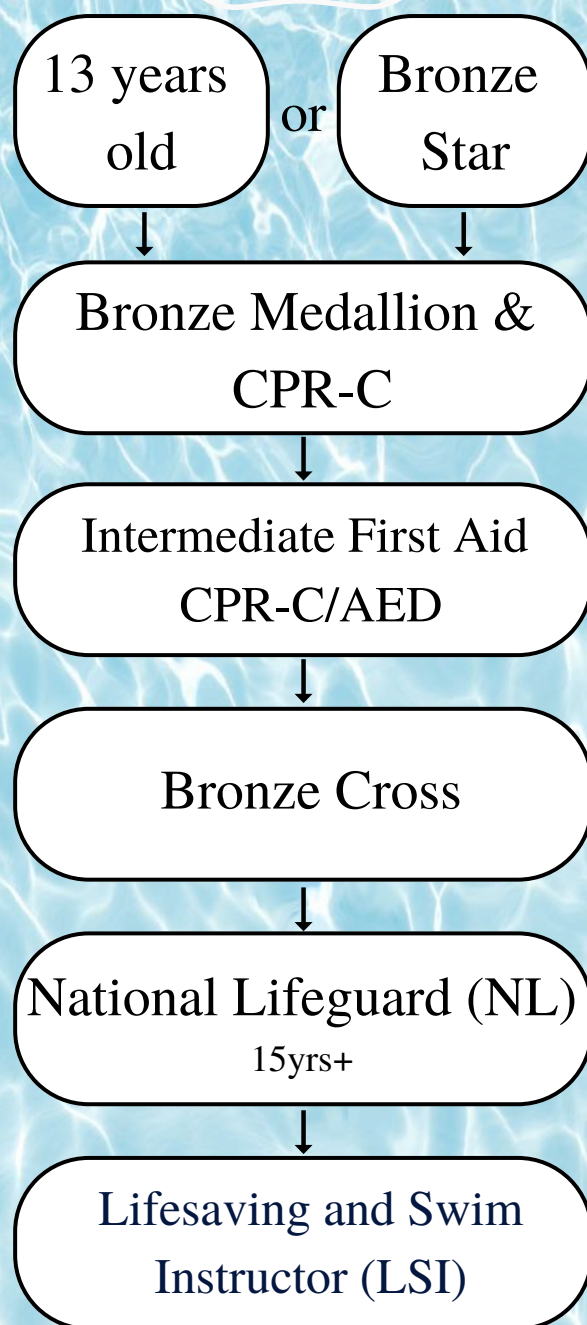 13 years
old
or
Bronze
Star
Bronze Medallion &
CPR-C
Intermediate First Aid
CPR-C/AED
Bronze Cross
National Lifeguard (NL)
15yrs+
Lifesaving and Swim
Instructor (LSI)